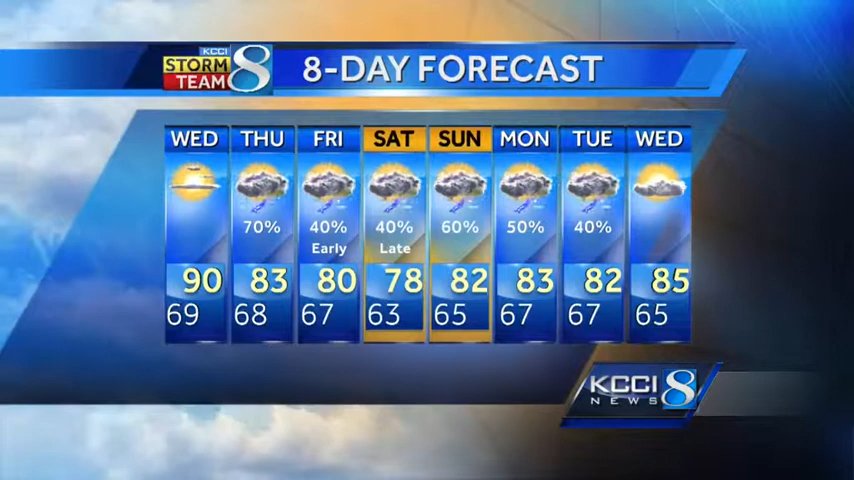 KCCI
STORM
TEAM 8
8-DAY FORECAST
WED THU FRI SAT SUN MON TUE WED
70% 40% 40% 60% 50% 40%
Early Late
90 83 80 78 82 83 82 85
69 68 67 63 65 67 67 65
KCCI 8
NEWS